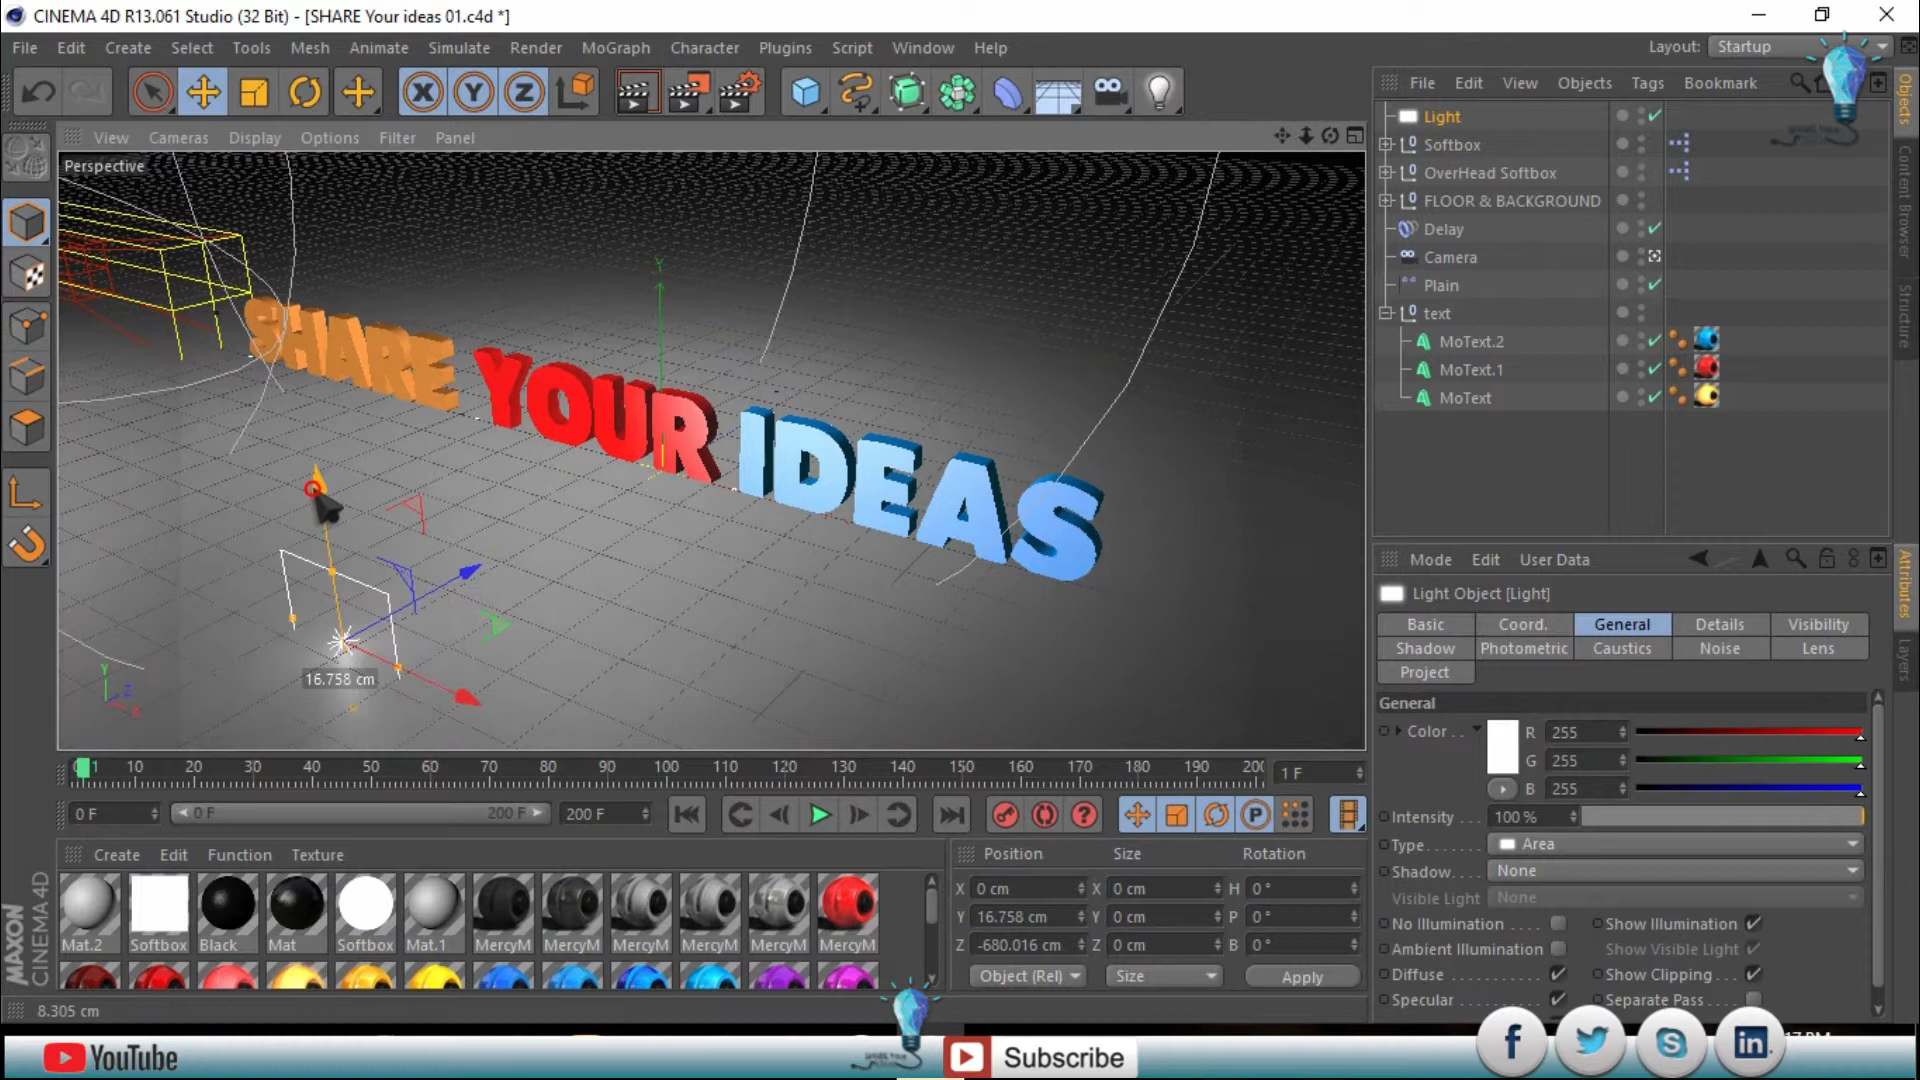 CINEMA 4D R13.061 Studio (32 Bit) - [SHARE Your ideas 01.c4d *]
File Edit Create Select Tools Mesh Animate Simulate Render MoGraph Character Plugins Script Window Help
Layout: Startup
X Y Z
File Edit View Objects Tags Bookmark
Objects
Content Browser
Structure
View Cameras Display Options Filter Panel
Perspective
Light
Softbox
OverHead Softbox
FLOOR & BACKGROUND
Delay
Camera
Plain
text
MoText.2
MoText.1
MoText
SHARE YOUR IDEAS
Y
16.758 cm
Y Z X
Mode Edit User Data
Attributes
Layers
Light Object [Light]
Basic Coord. General Details Visibility
Shadow Photometric Caustics Noise Lens
Project
General
Color . . R 255
G 255
B 255
Intensity . . . 100 %
Type . . . . . . . Area
Shadow. . . . . None
Visible Light None
No Illumination . . . . Show Illumination
Ambient Illumination Show Visible Light
Diffuse . . . . . . . . . . Show Clipping . . .
Specular . . . . . . . . . Separate Pass . . . .
0 1 10 20 30 40 50 60 70 80 90 100 110 120 130 140 150 160 170 180 190 200 1 F
0 F 0 F 200 F 200 F
P
Create Edit Function Texture
Mat.2 Softbox Black Mat Softbox Mat.1 MercyM MercyM MercyM MercyM MercyM MercyM
Position Size Rotation
X 0 cm X 0 cm H 0 °
Y 16.758 cm Y 0 cm P 0 °
Z -680.016 cm Z 0 cm B 0 °
Object (Rel) Size Apply
MAXON
CINEMA 4D
8.305 cm
YouTube
Subscribe
f
S
in